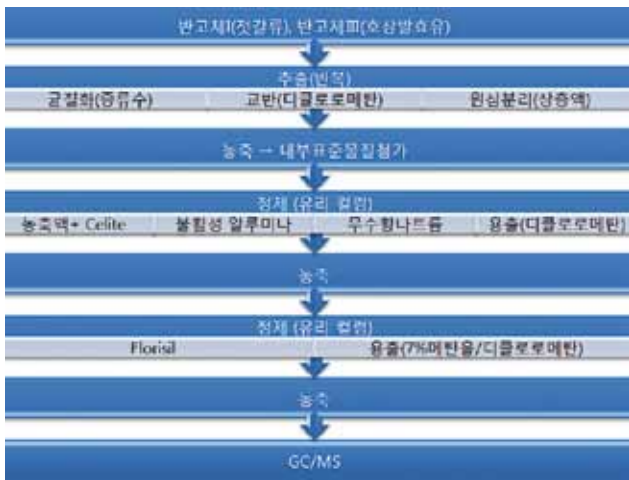 반고체I(젓갈류), 반고체III(호상발효유)
추출(반복)
균질화(증류수) 교반(디클로로메탄) 원심분리(상층액)
농축 → 내부표준물질첨가
정제 (유리 컬럼)
농축액+ Celite 불활성 알루미나 무수황나트륨 용출(디클로로메탄)
농축
정제 (유리 컬럼)
Florisil 용출(7%메탄올/디클로로메탄)
농축
GC/MS